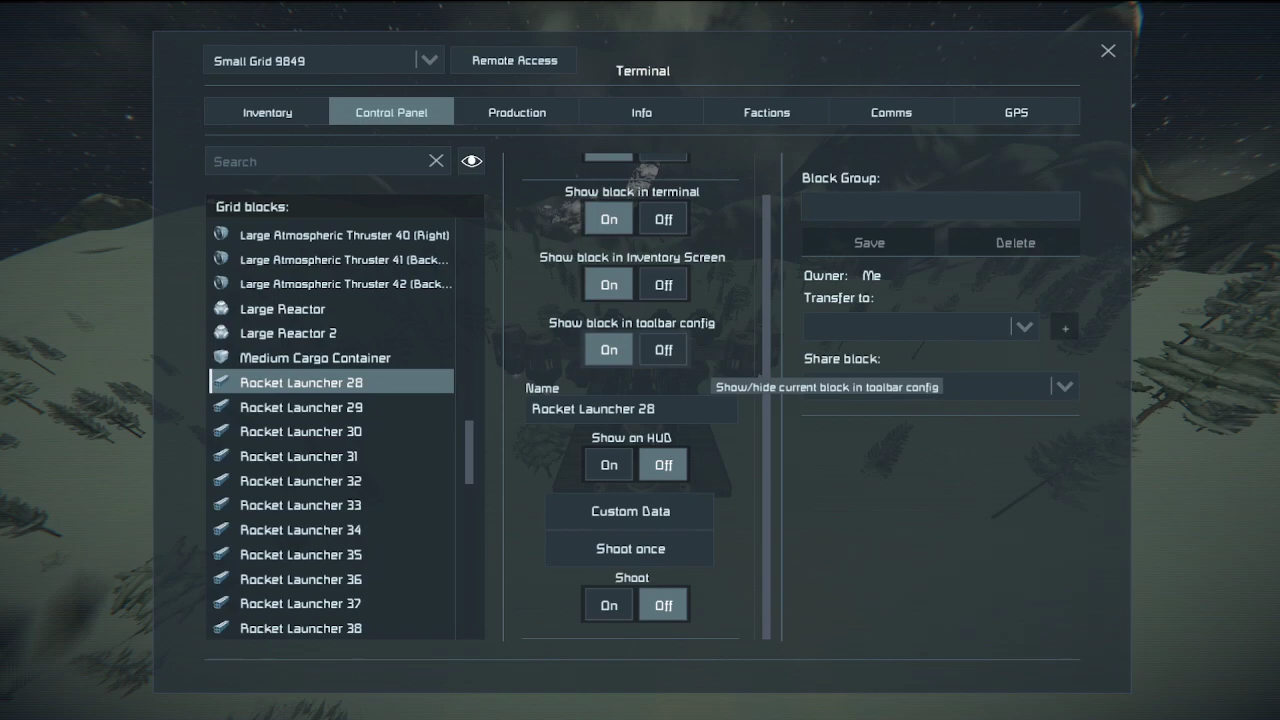 Small Grid 9849
Remote Access
Terminal
Inventory
Control Panel
Production
Info
Factions
Comms
GPS
Search
Grid blocks:
Large Atmospheric Thruster 40 (Right)
Large Atmospheric Thruster 41 (Back...
Large Atmospheric Thruster 42 (Back...
Large Reactor
Large Reactor 2
Medium Cargo Container
Rocket Launcher 28
Rocket Launcher 29
Rocket Launcher 30
Rocket Launcher 31
Rocket Launcher 32
Rocket Launcher 33
Rocket Launcher 34
Rocket Launcher 35
Rocket Launcher 36
Rocket Launcher 37
Rocket Launcher 38
Show block in terminal
On Off
Show block in Inventory Screen
On Off
Show block in toolbar config
On Off
Name
Rocket Launcher 28
Show on HUD
On Off
Custom Data
Shoot once
Shoot
On Off
Block Group:
Save Delete
Owner: Me
Transfer to:
+
Share block:
Show/hide current block in toolbar config